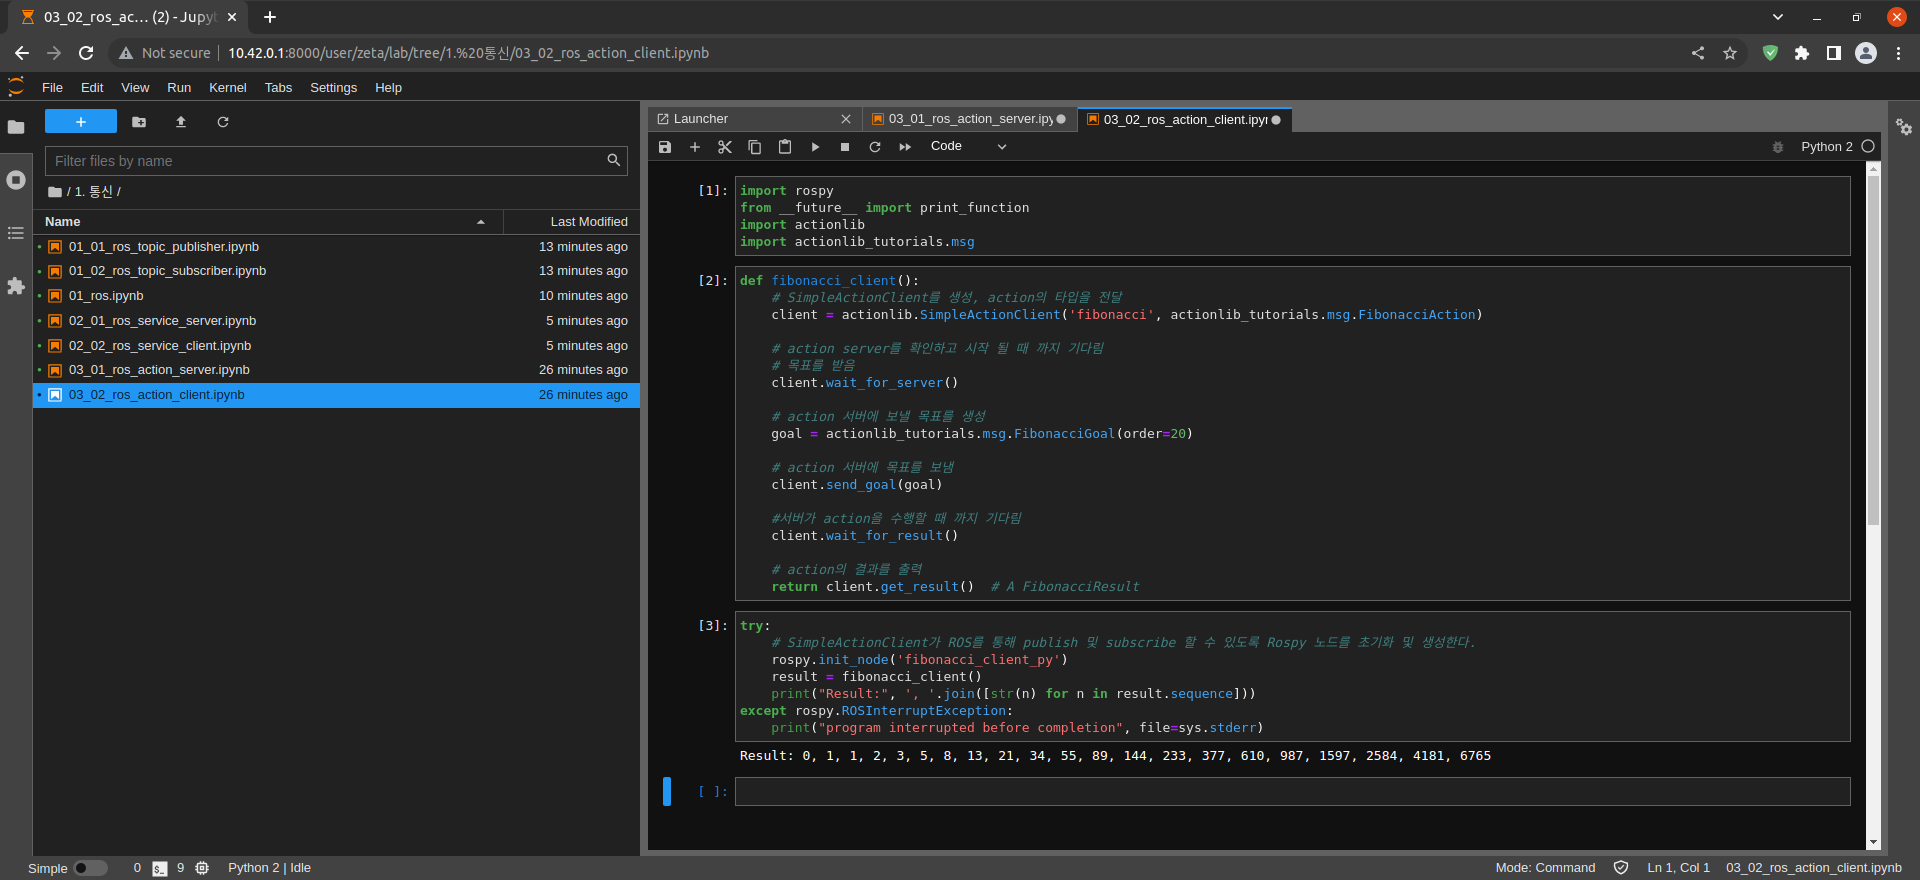 03_02_ros_ac… (2) - Jupyt
Not secure | 10.42.0.1:8000/user/zeta/lab/tree/1.%20통신/03_02_ros_action_client.ipynb
File Edit View Run Kernel Tabs Settings Help
Filter files by name
/ 1. 통신 /
Name Last Modified
01_01_ros_topic_publisher.ipynb 13 minutes ago
01_02_ros_topic_subscriber.ipynb 13 minutes ago
01_ros.ipynb 10 minutes ago
02_01_ros_service_server.ipynb 5 minutes ago
02_02_ros_service_client.ipynb 5 minutes ago
03_01_ros_action_server.ipynb 26 minutes ago
03_02_ros_action_client.ipynb 26 minutes ago
Launcher 03_01_ros_action_server.ipy 03_02_ros_action_client.ipyn
Code Python 2
[1]: import rospy
from __future__ import print_function
import actionlib
import actionlib_tutorials.msg
[2]: def fibonacci_client():
# SimpleActionClient를 생성, action의 타입을 전달
client = actionlib.SimpleActionClient('fibonacci', actionlib_tutorials.msg.FibonacciAction)
# action server를 확인하고 시작 될 때 까지 기다림
# 목표를 받음
client.wait_for_server()
# action 서버에 보낼 목표를 생성
goal = actionlib_tutorials.msg.FibonacciGoal(order=20)
# action 서버에 목표를 보냄
client.send_goal(goal)
#서버가 action을 수행할 때 까지 기다림
client.wait_for_result()
# action의 결과를 출력
return client.get_result()  # A FibonacciResult
[3]: try:
# SimpleActionClient가 ROS를 통해 publish 및 subscribe 할 수 있도록 Rospy 노드를 초기화 및 생성한다.
rospy.init_node('fibonacci_client_py')
result = fibonacci_client()
print("Result:", ', '.join([str(n) for n in result.sequence]))
except rospy.ROSInterruptException:
print("program interrupted before completion", file=sys.stderr)
Result: 0, 1, 1, 2, 3, 5, 8, 13, 21, 34, 55, 89, 144, 233, 377, 610, 987, 1597, 2584, 4181, 6765
[ ]:
Simple 0 $_ 9 Python 2 | Idle Mode: Command Ln 1, Col 1 03_02_ros_action_client.ipynb